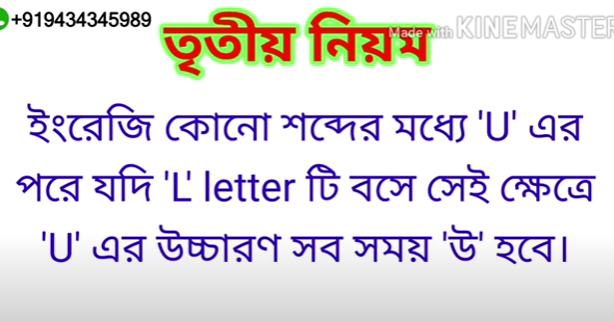 +919434345989
Made with KINEMASTER
তৃতীয় নিয়ম
ইংরেজি কোনো শব্দের মধ্যে 'U' এর
পরে যদি 'L' letter টি বসে সেই ক্ষেত্রে
'U' এর উচ্চারণ সব সময় 'উ' হবে।